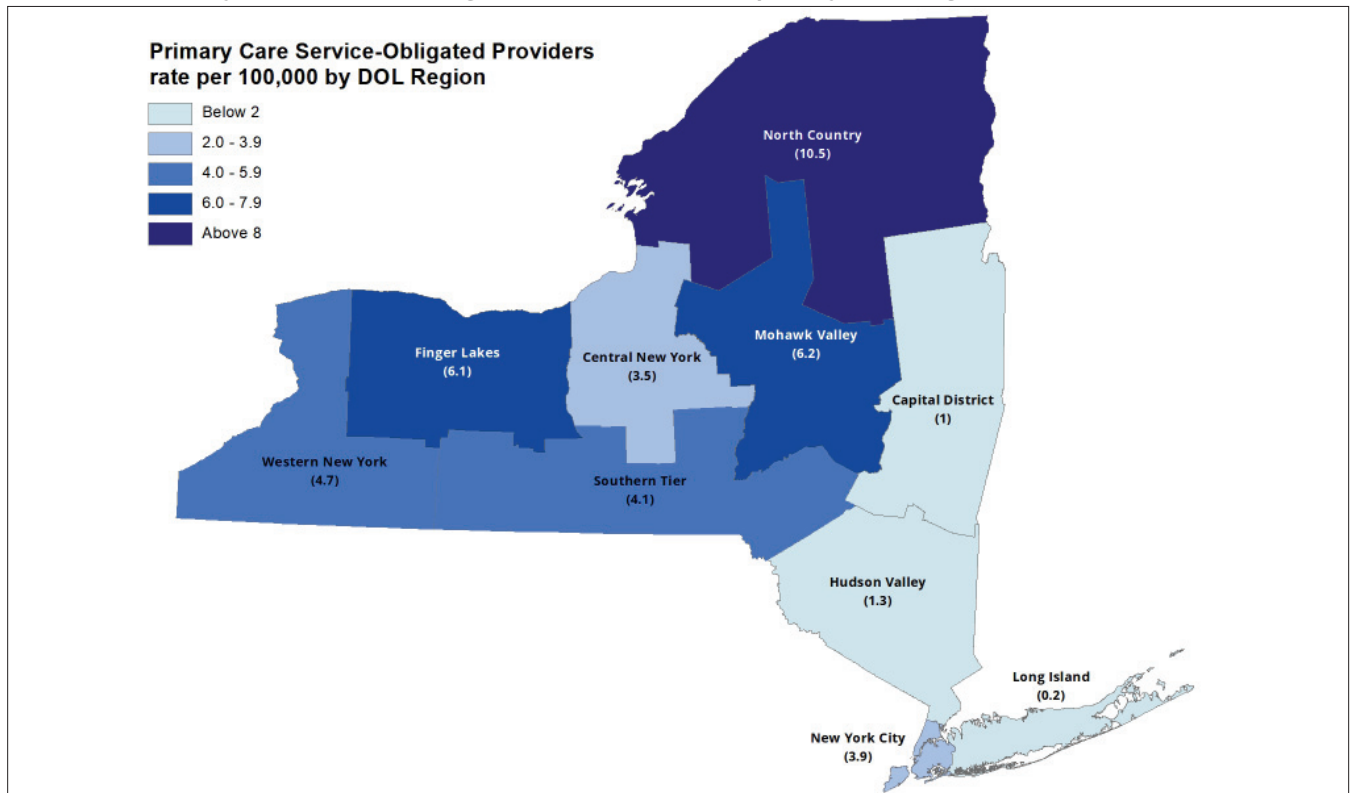 Primary Care Service-Obligated Providers
rate per 100,000 by DOL Region
Below 2
2.0 - 3.9
4.0 - 5.9
6.0 - 7.9
Above 8
North Country
(10.5)
Mohawk Valley
(6.2)
Finger Lakes
(6.1)
Central New York
(3.5)
Capital District
(1)
Western New York
(4.7)
Southern Tier
(4.1)
Hudson Valley
(1.3)
Long Island
(0.2)
New York City
(3.9)